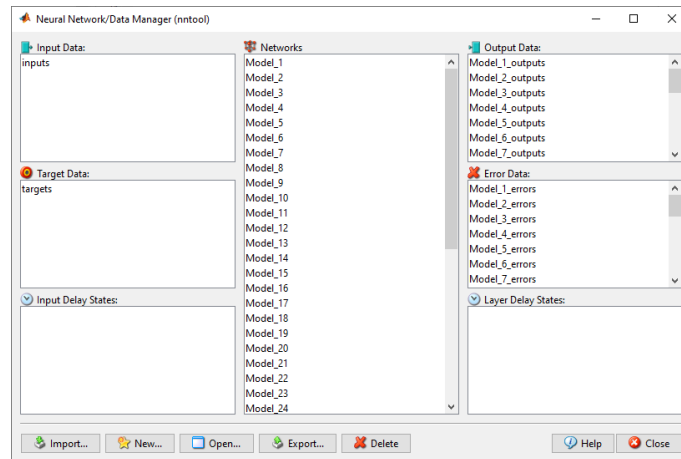 Neural Network/Data Manager (nntool)
Input Data:
inputs
Target Data:
targets
Input Delay States:
Networks
Model_1
Model_2
Model_3
Model_4
Model_5
Model_6
Model_7
Model_8
Model_9
Model_10
Model_11
Model_12
Model_13
Model_14
Model_15
Model_16
Model_17
Model_18
Model_19
Model_20
Model_21
Model_22
Model_23
Model_24
Output Data:
Model_1_outputs
Model_2_outputs
Model_3_outputs
Model_4_outputs
Model_5_outputs
Model_6_outputs
Model_7_outputs
Error Data:
Model_1_errors
Model_2_errors
Model_3_errors
Model_4_errors
Model_5_errors
Model_6_errors
Model_7_errors
Layer Delay States:
Import... New... Open... Export... Delete Help Close